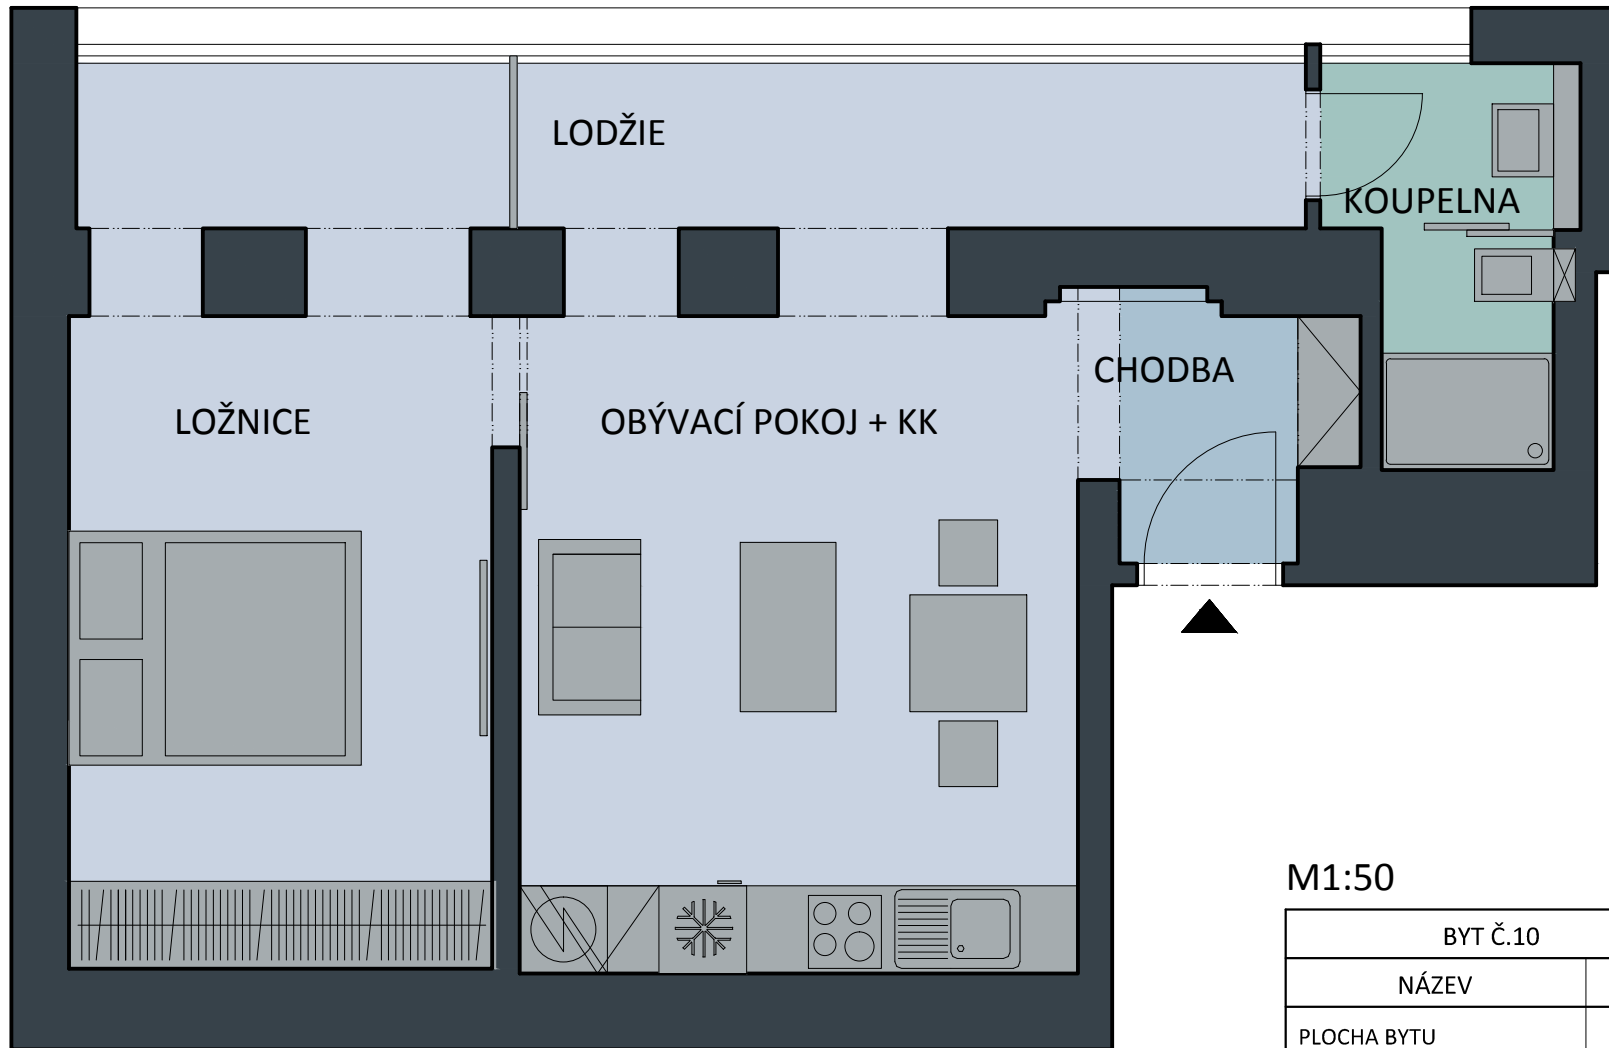 LODŽIE
KOUPELNA
CHODBA
LOŽNICE
OBÝVACÍ POKOJ + KK
M1:50
BYT Č.10
NÁZEV
PLOCHA BYTU